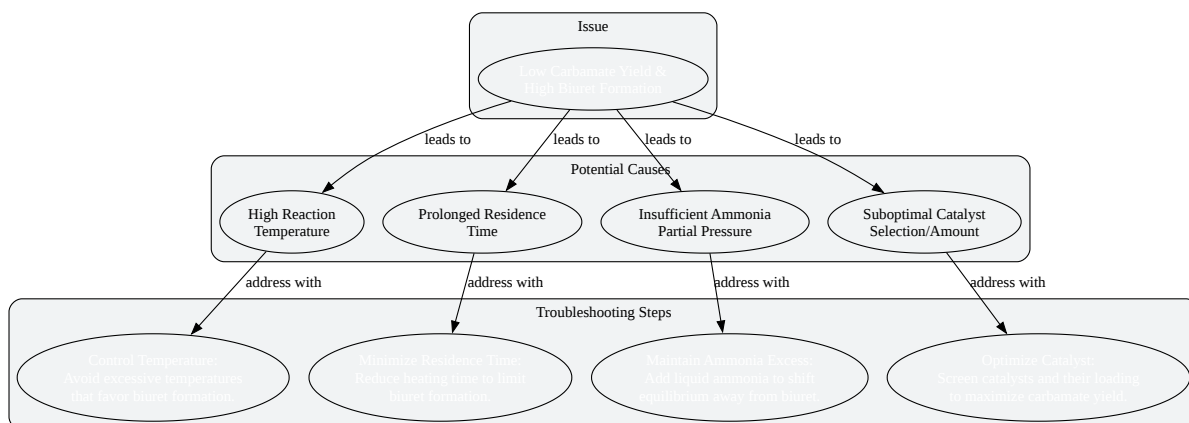 Issue
Low Carbamate Yield &
High Biuret Formation
leads to
leads to
leads to
leads to
Potential Causes
High Reaction
Temperature
Prolonged Residence
Time
Insufficient Ammonia
Partial Pressure
Suboptimal Catalyst
Selection/Amount
address with
address with
address with
address with
Troubleshooting Steps
Control Temperature:
Avoid excessive temperatures
that favor biuret formation.
Minimize Residence Time:
Reduce heating time to limit
biuret formation.
Maintain Ammonia Excess:
Add liquid ammonia to shift
equilibrium away from biuret.
Optimize Catalyst:
Screen catalysts and their loading
to maximize carbamate yield.